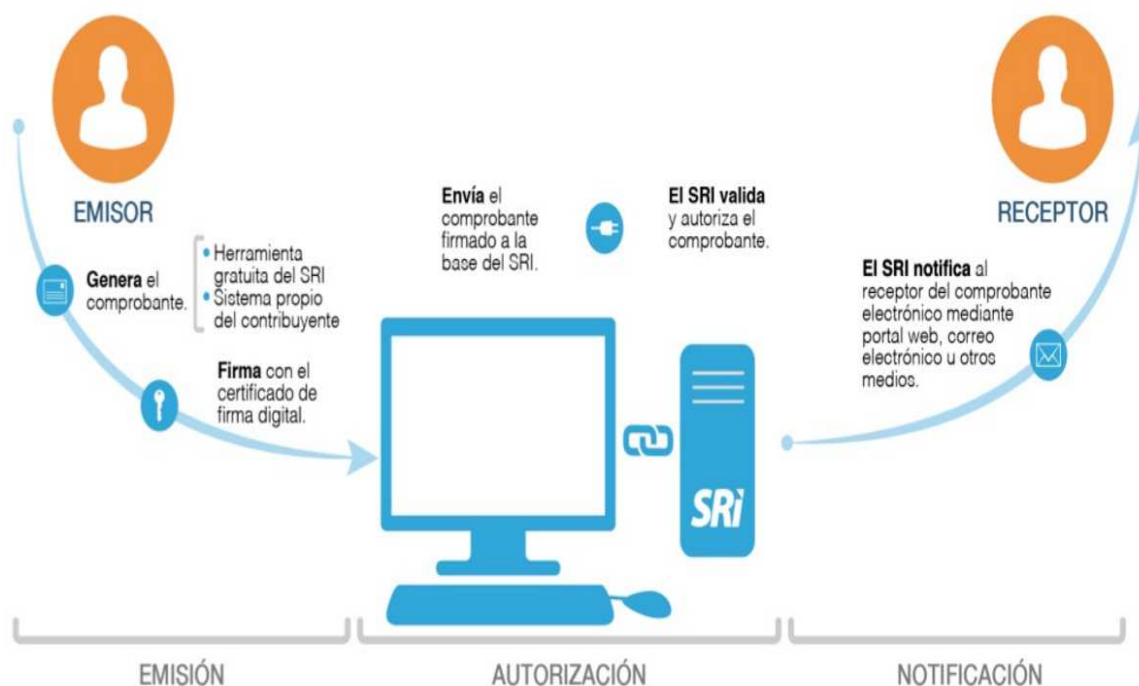 EMISOR
Genera el
comprobante.
• Herramienta
gratuita del SRI
• Sistema propio
del contribuyente
Firma con el
certificado de
firma digital.
Envía el
comprobante
firmado a la
base del SRI.
El SRI valida
y autoriza el
comprobante.
SRi
RECEPTOR
El SRI notifica al
receptor del comprobante
electrónico mediante
portal web, correo
electrónico u otros
medios.
EMISIÓN
AUTORIZACIÓN
NOTIFICACIÓN